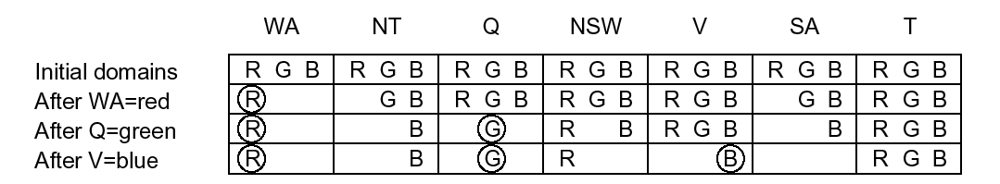 WA NT Q NSW V SA T
Initial domains R G B R G B R G B R G B R G B R G B R G B
After WA=red R G B R G B R G B R G B G B R G B
After Q=green R B G R B R G B B R G B
After V=blue R B G R B R G B